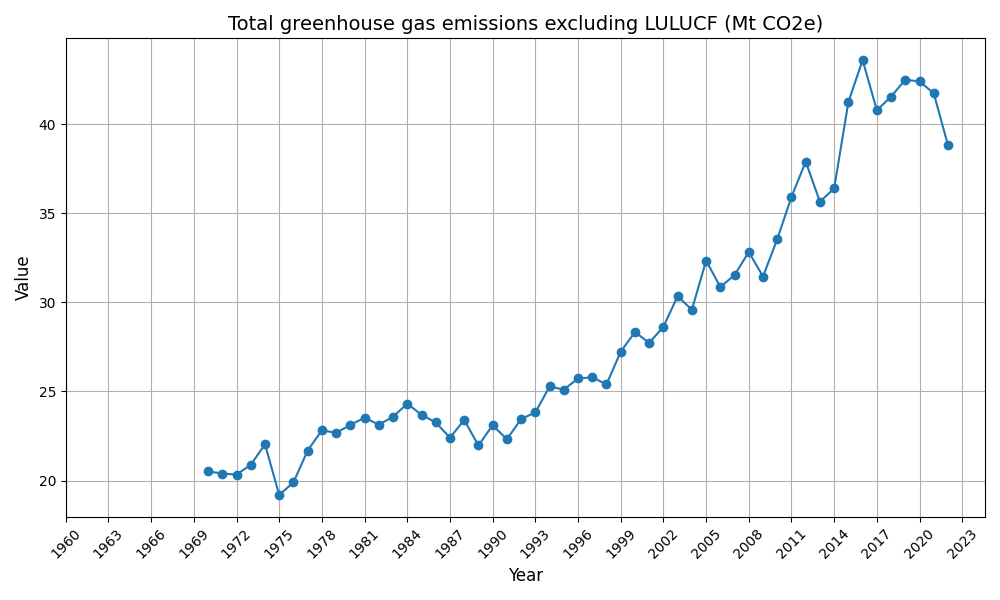 Total greenhouse gas emissions excluding LULUCF (Mt CO2e)
Value
40
35
30
25
20
1960 1963 1966 1969 1972 1975 1978 1981 1984 1987 1990 1993 1996 1999 2002 2005 2008 2011 2014 2017 2020 2023
Year